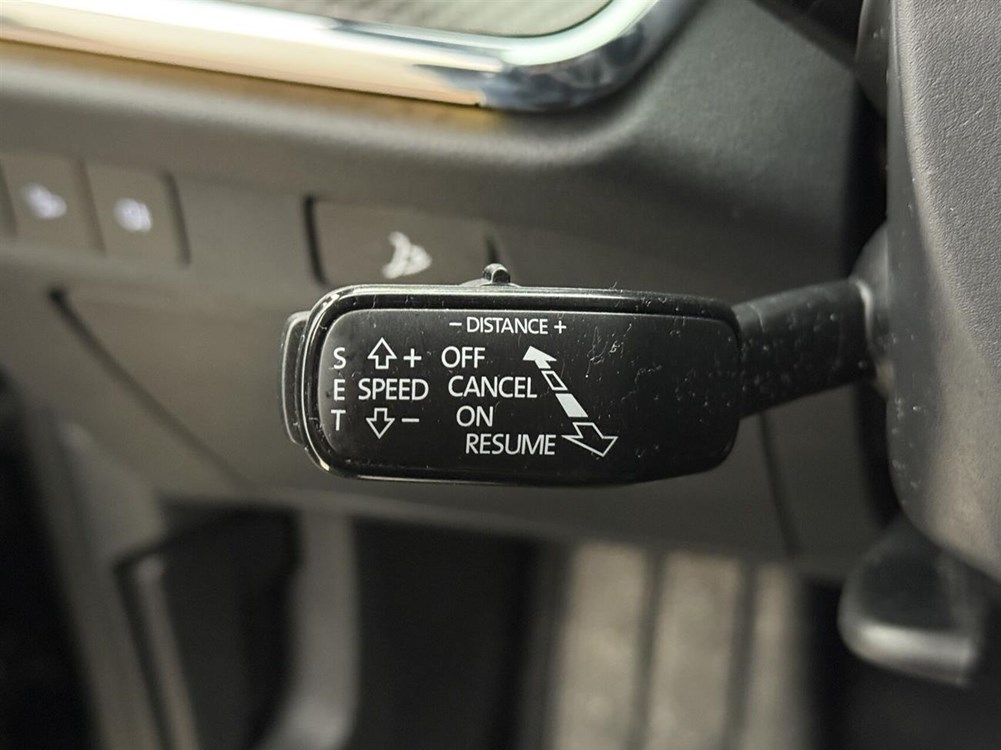 – DISTANCE +
S + OFF
E SPEED CANCEL
T – ON
RESUME